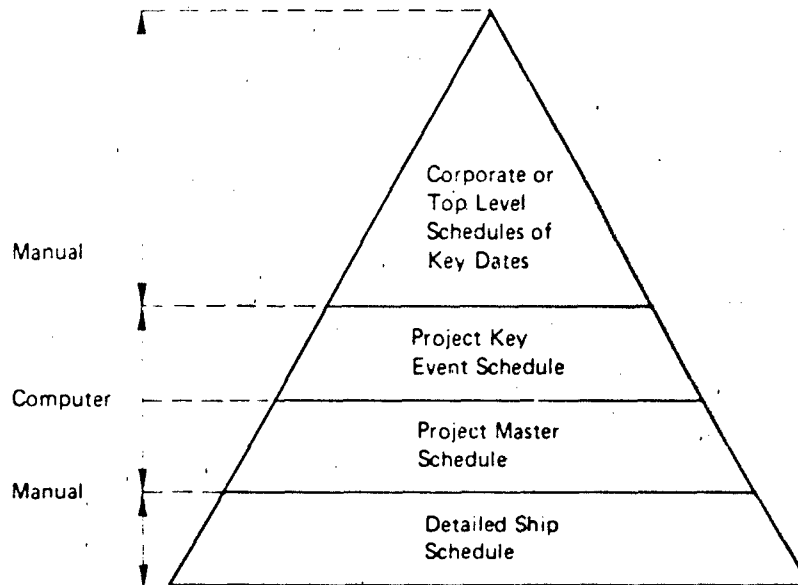 Corporate or
Top Level
Schedules of
Key Dates
Manual
Project Key
Event Schedule
Computer
Project Master
Schedule
Manual
Detailed Ship
Schedule